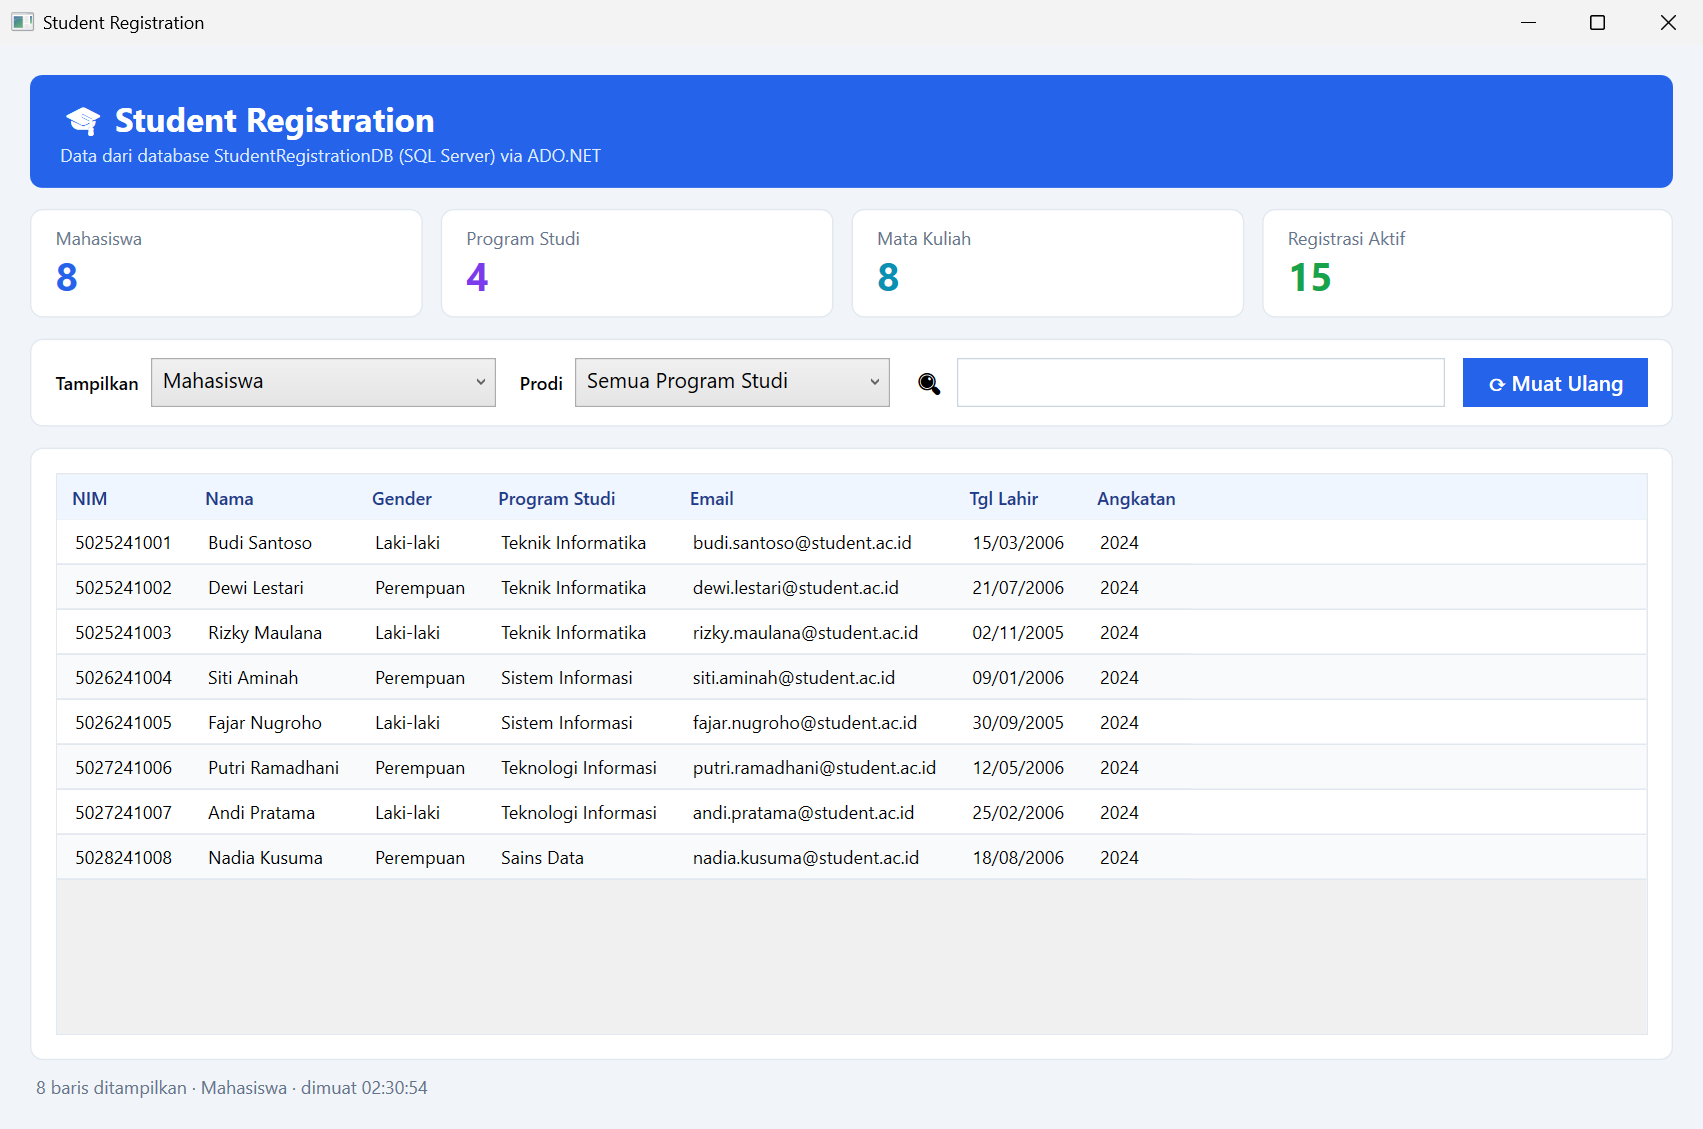 Student Registration
Student Registration
Data dari database StudentRegistrationDB (SQL Server) via ADO.NET
Mahasiswa
8
Program Studi
4
Mata Kuliah
8
Registrasi Aktif
15
Tampilkan Mahasiswa Prodi Semua Program Studi Muat Ulang
NIM Nama Gender Program Studi Email Tgl Lahir Angkatan
5025241001 Budi Santoso Laki-laki Teknik Informatika budi.santoso@student.ac.id 15/03/2006 2024
5025241002 Dewi Lestari Perempuan Teknik Informatika dewi.lestari@student.ac.id 21/07/2006 2024
5025241003 Rizky Maulana Laki-laki Teknik Informatika rizky.maulana@student.ac.id 02/11/2005 2024
5026241004 Siti Aminah Perempuan Sistem Informasi siti.aminah@student.ac.id 09/01/2006 2024
5026241005 Fajar Nugroho Laki-laki Sistem Informasi fajar.nugroho@student.ac.id 30/09/2005 2024
5027241006 Putri Ramadhani Perempuan Teknologi Informasi putri.ramadhani@student.ac.id 12/05/2006 2024
5027241007 Andi Pratama Laki-laki Teknologi Informasi andi.pratama@student.ac.id 25/02/2006 2024
5028241008 Nadia Kusuma Perempuan Sains Data nadia.kusuma@student.ac.id 18/08/2006 2024
8 baris ditampilkan · Mahasiswa · dimuat 02:30:54